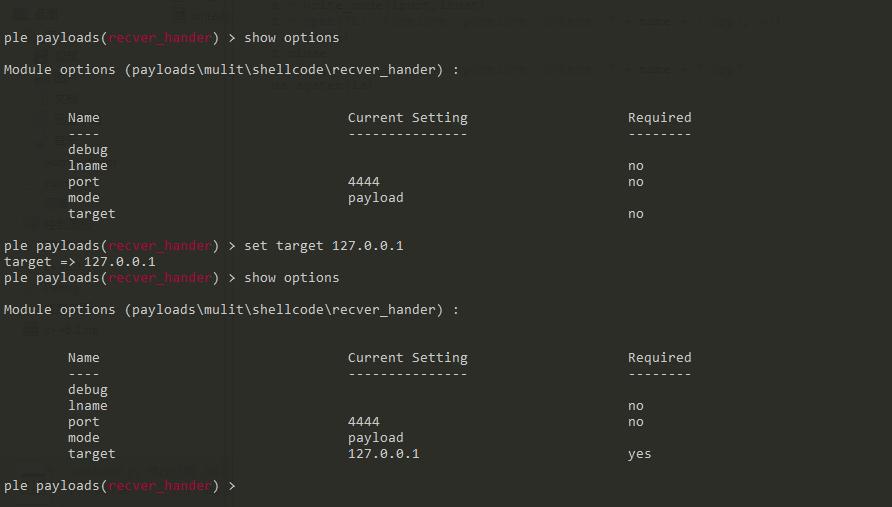 ple payloads(recver_hander) > show options
Module options (payloads\mulit\shellcode\recver_hander) :
Name Current Setting Required
---- --------------- --------
debug
lname no
port 4444 no
mode payload
target no
ple payloads(recver_hander) > set target 127.0.0.1
target => 127.0.0.1
ple payloads(recver_hander) > show options
Module options (payloads\mulit\shellcode\recver_hander) :
Name Current Setting Required
---- --------------- --------
debug
lname no
port 4444 no
mode payload
target 127.0.0.1 yes
ple payloads(recver_hander) >